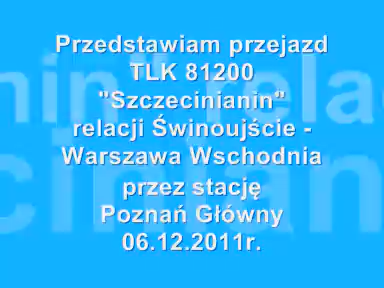 Przedstawiam przejazd
TLK 81200
"Szczecinianin"
relacji Świnoujście -
Warszawa Wschodnia
przez stację
Poznań Główny
06.12.2011r.